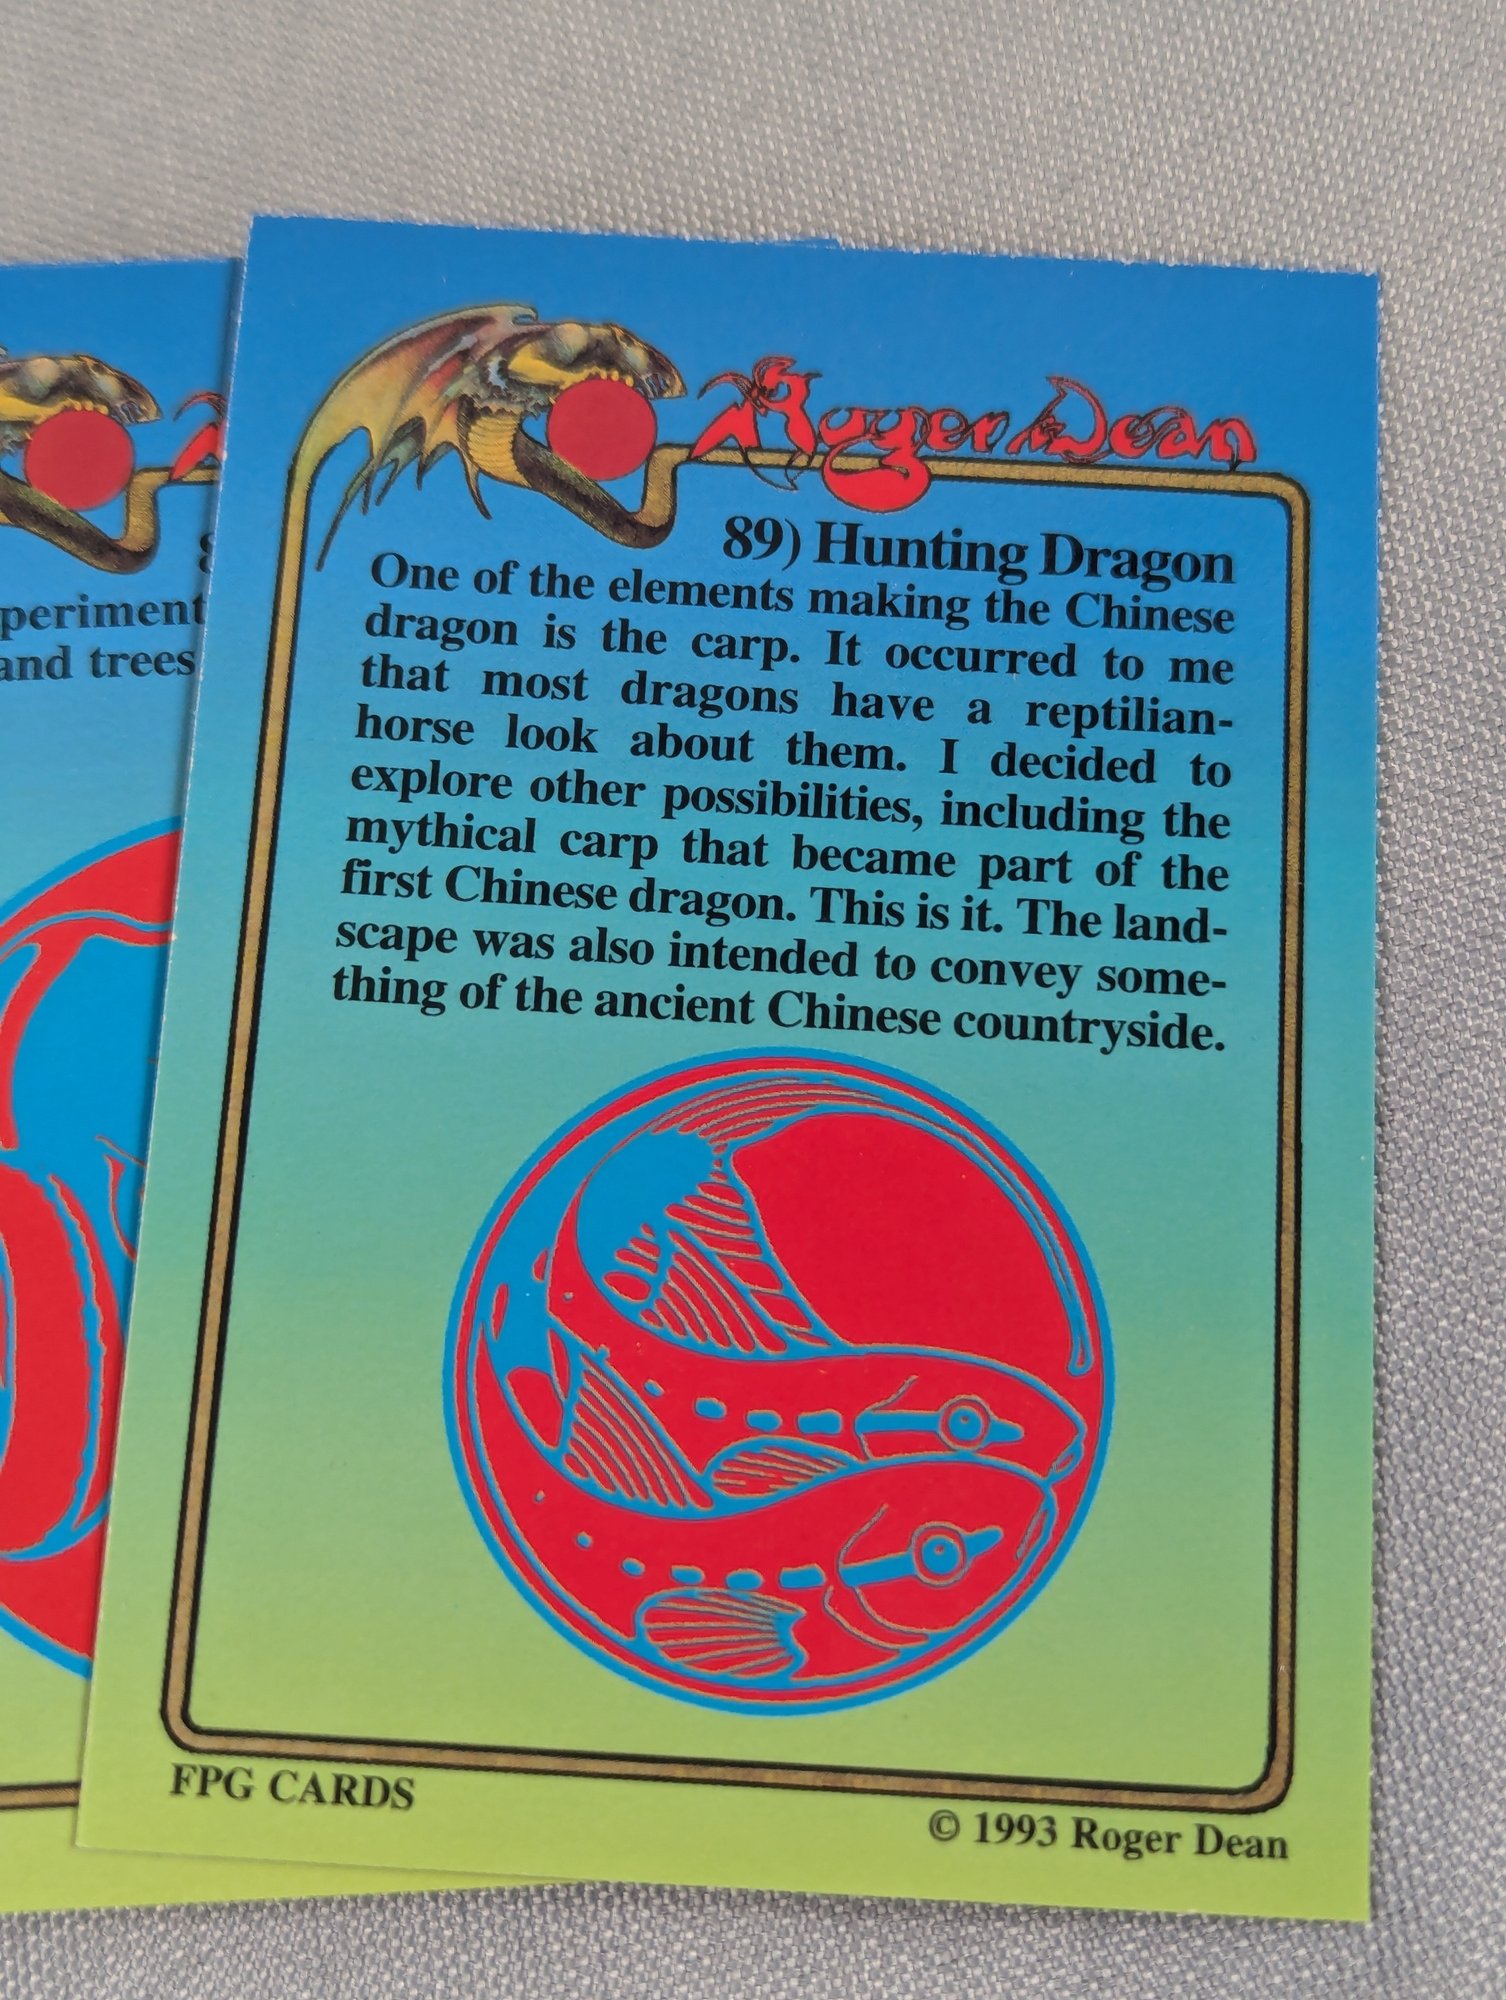 Roger Dean
89) Hunting Dragon
One of the elements making the Chinese
dragon is the carp. It occurred to me
that most dragons have a reptilian-
horse look about them. I decided to
explore other possibilities, including the
mythical carp that became part of the
first Chinese dragon. This is it. The land-
scape was also intended to convey some-
thing of the ancient Chinese countryside.
FPG CARDS
© 1993 Roger Dean
and trees